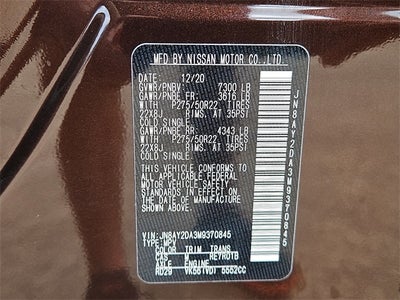 MFD BY NISSAN MOTOR CO.,LTD.
DATE: 12/20
GVWR/PNBV: 7300 LB
GAWR/PNBE FR: 3616 LB
WITH P275/50R22 TIRES
22X8J RIMS, AT 35PSI
COLD SINGLE.
GAWR/PNBE RR: 4343 LB
WITH P275/50R22 TIRES
22X8J RIMS, AT 35PSI
COLD SINGLE.
THIS VEHICLE CONFORMS TO
ALL APPLICABLE FEDERAL
MOTOR VEHICLE SAFETY
STANDARDS IN EFFECT ON
THE DATE OF MANUFACTURE
SHOWN ABOVE.
VIN: JN8AY2DA3M9370845
TYPE: MPV
COLOR TRIM TRANS
CAS M RE7R01B
AXLE ENGINE
RD29 VK56(VD) 5552CC
JN8AY2DA3M9370845